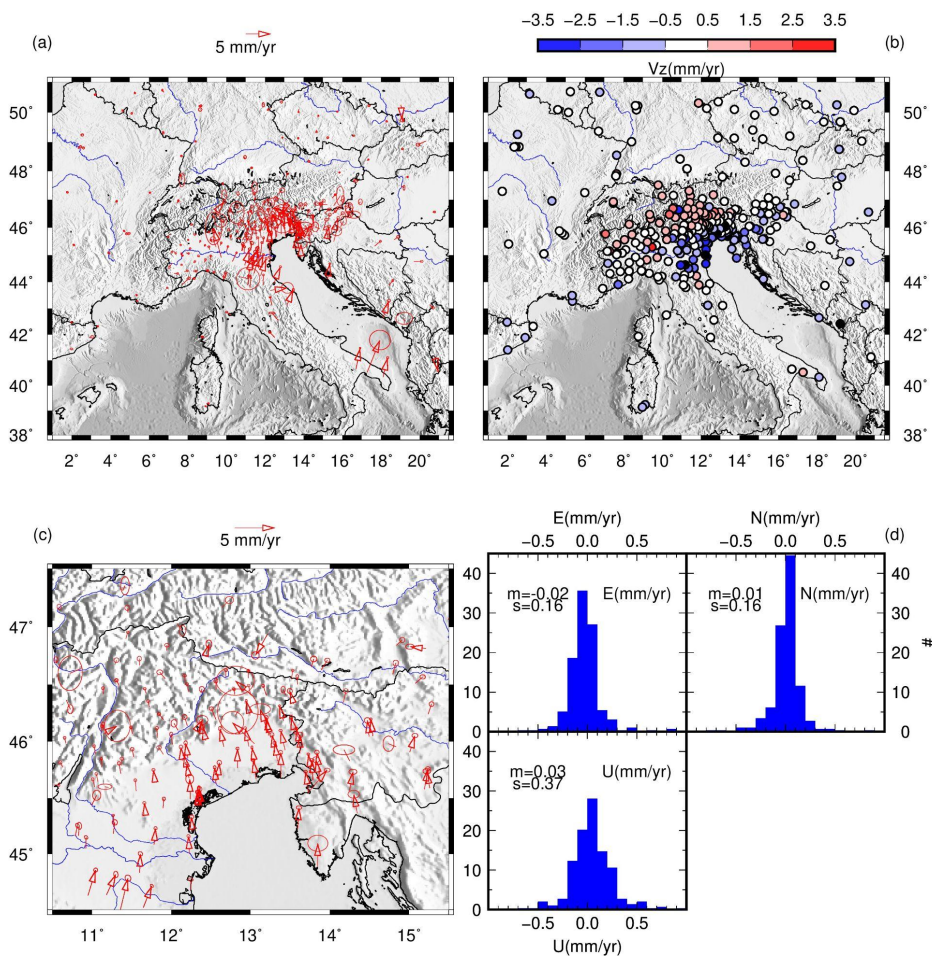 (a)
5 mm/yr
−3.5 −2.5 −1.5 −0.5 0.5 1.5 2.5 3.5
Vz(mm/yr)
(b)
50˚
48˚
46˚
44˚
42˚
40˚
38˚
2˚ 4˚ 6˚ 8˚ 10˚ 12˚ 14˚ 16˚ 18˚ 20˚
50˚
48˚
46˚
44˚
42˚
40˚
38˚
2˚ 4˚ 6˚ 8˚ 10˚ 12˚ 14˚ 16˚ 18˚ 20˚
(c)
5 mm/yr
47˚
46˚
45˚
11˚ 12˚ 13˚ 14˚ 15˚
(d)
E(mm/yr)
−0.5 0.0 0.5
m=-0.02
s=0.16
E(mm/yr)
40
30
20
10
0
N(mm/yr)
−0.5 0.0 0.5
m=0.01
s=0.16
N(mm/yr)
40
30
20
10
0
#
m=0.03
s=0.37
U(mm/yr)
40
30
20
10
0
−0.5 0.0 0.5
U(mm/yr)